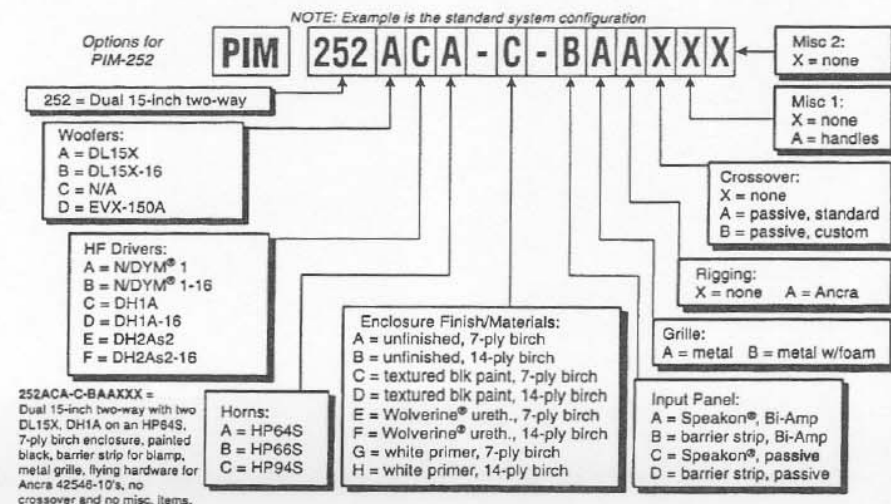 NOTE: Example is the standard system configuration
Options for
PIM-252
PIM 252ACA-C-BAAXXX
Misc 2:
X = none
252 = Dual 15-inch two-way
Misc 1:
X = none
A = handles
Woofers:
A = DL15X
B = DL15X-16
C = N/A
D = EVX-150A
Crossover:
X = none
A = passive, standard
B = passive, custom
HF Drivers:
A = N/DYM® 1
B = N/DYM® 1-16
C = DH1A
D = DH1A-16
E = DH2As2
F = DH2As2-16
Rigging:
X = none A = Ancra
Enclosure Finish/Materials:
A = unfinished, 7-ply birch
B = unfinished, 14-ply birch
C = textured blk paint, 7-ply birch
D = textured blk paint, 14-ply birch
E = Wolverine® ureth., 7-ply birch
F = Wolverine® ureth., 14-ply birch
G = white primer, 7-ply birch
H = white primer, 14-ply birch
Grille:
A = metal B = metal w/foam
252ACA-C-BAAXXX =
Dual 15-inch two-way with two
DL15X, DH1A on an HP64S,
7-ply birch enclosure, painted
black, barrier strip for biamp,
metal grille, flying hardware for
Ancra 42546-10's, no
crossover and no misc. items.
Horns:
A = HP64S
B = HP66S
C = HP94S
Input Panel:
A = Speakon®, Bi-Amp
B = barrier strip, Bi-Amp
C = Speakon®, passive
D = barrier strip, passive